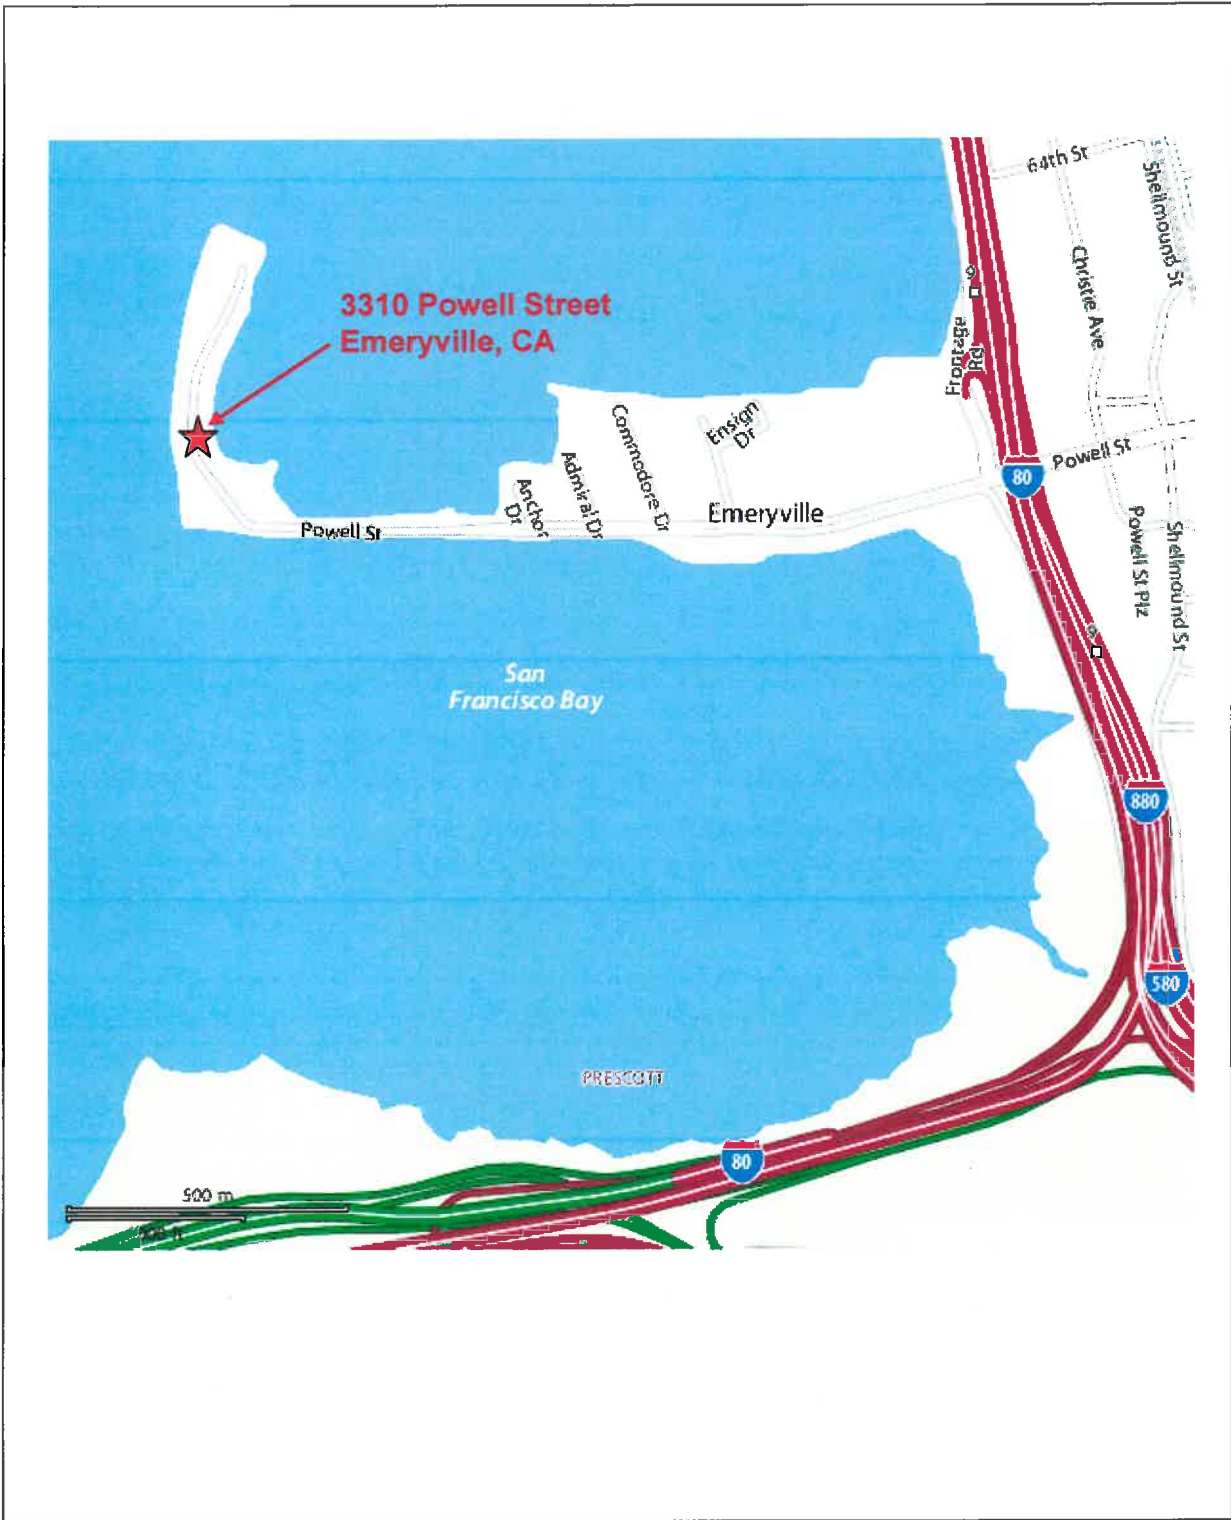 64th St
Shellmound St
Christie Ave
9
Frontage
Rd
3310 Powell Street
Emeryville, CA
Ensign
Dr
Commodore Dr
Admiral Dr
Anchor
Dr
Powell St
80
Emeryville
Powell St
Powell St Plz
Shellmound St
9
San
Francisco Bay
880
580
PRESCOTT
80
500 m